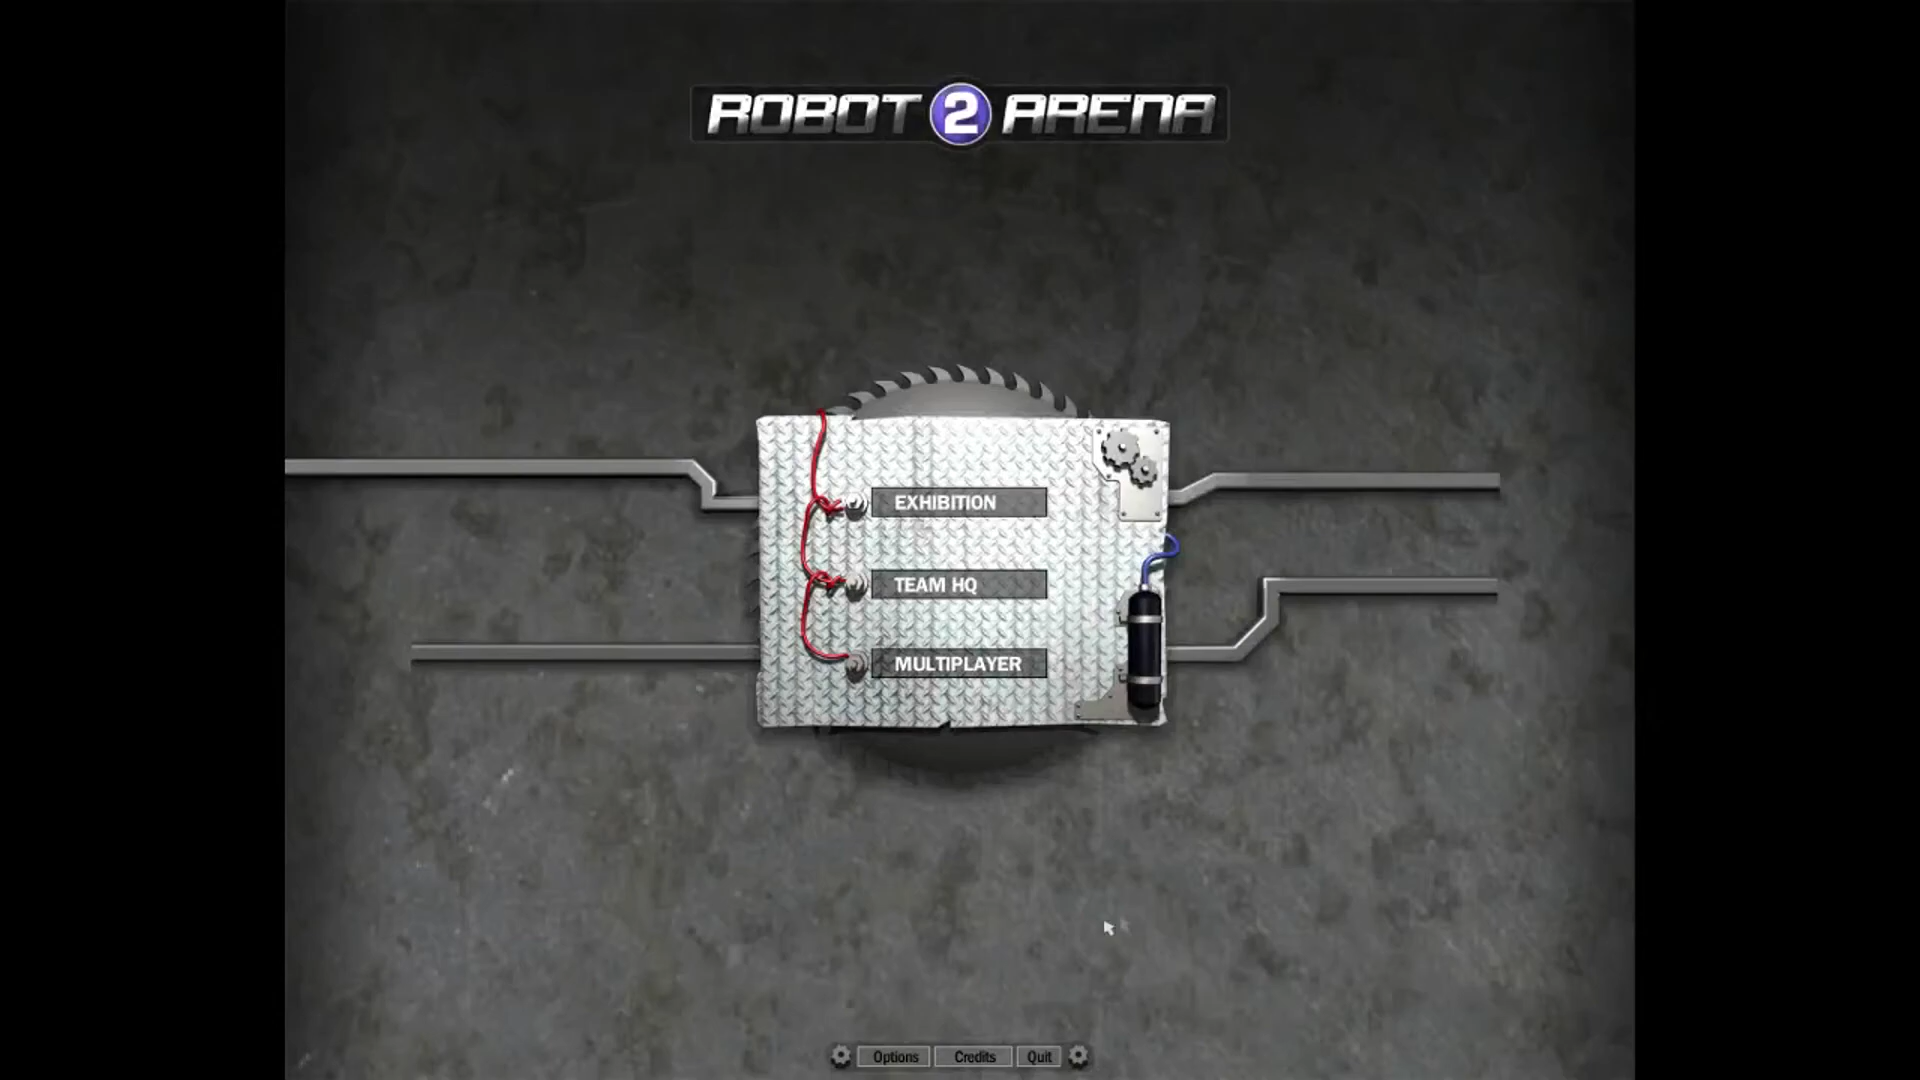 ROBOT 2 ARENA
EXHIBITION
TEAM HQ
MULTIPLAYER
Options Credits Quit